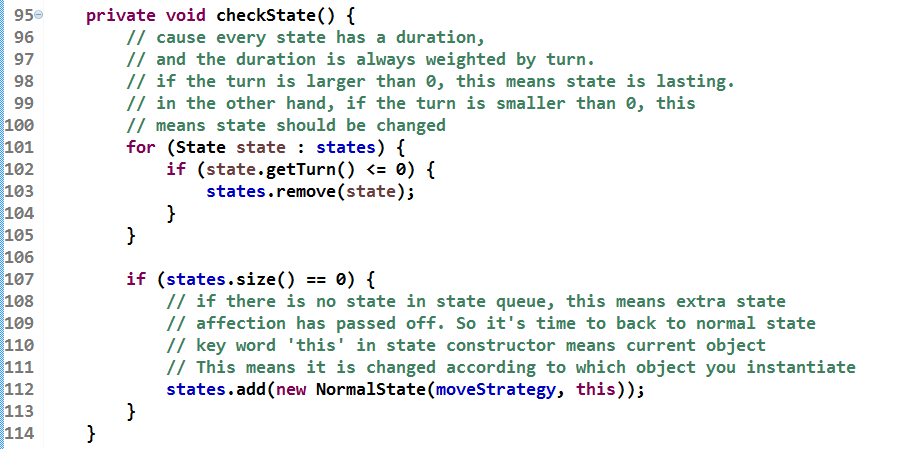 95 private void checkState() {
96 // cause every state has a duration,
97 // and the duration is always weighted by turn.
98 // if the turn is larger than 0, this means state is lasting.
99 // in the other hand, if the turn is smaller than 0, this
100 // means state should be changed
101 for (State state : states) {
102 if (state.getTurn() <= 0) {
103 states.remove(state);
104 }
105 }
106
107 if (states.size() == 0) {
108 // if there is no state in state queue, this means extra state
109 // affection has passed off. So it's time to back to normal state
110 // key word 'this' in state constructor means current object
111 // This means it is changed according to which object you instantiate
112 states.add(new NormalState(moveStrategy, this));
113 }
114 }